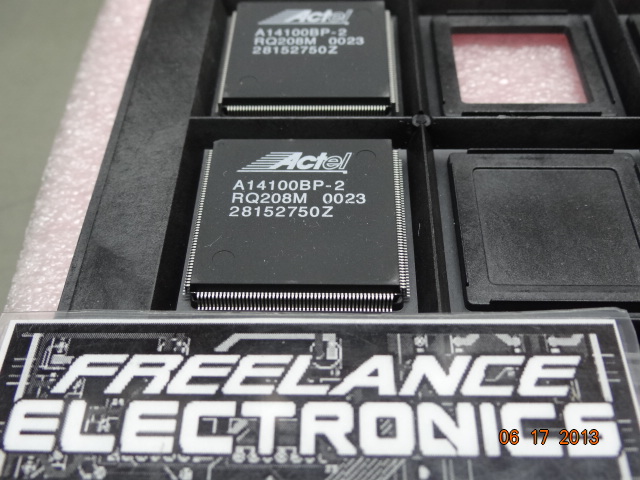 Actel
A14100BP-2
RQ208M 0023
28152750Z
Actel
A14100BP-2
RQ208M 0023
28152750Z
FREELANCE
ELECTRONICS
06 17 2013